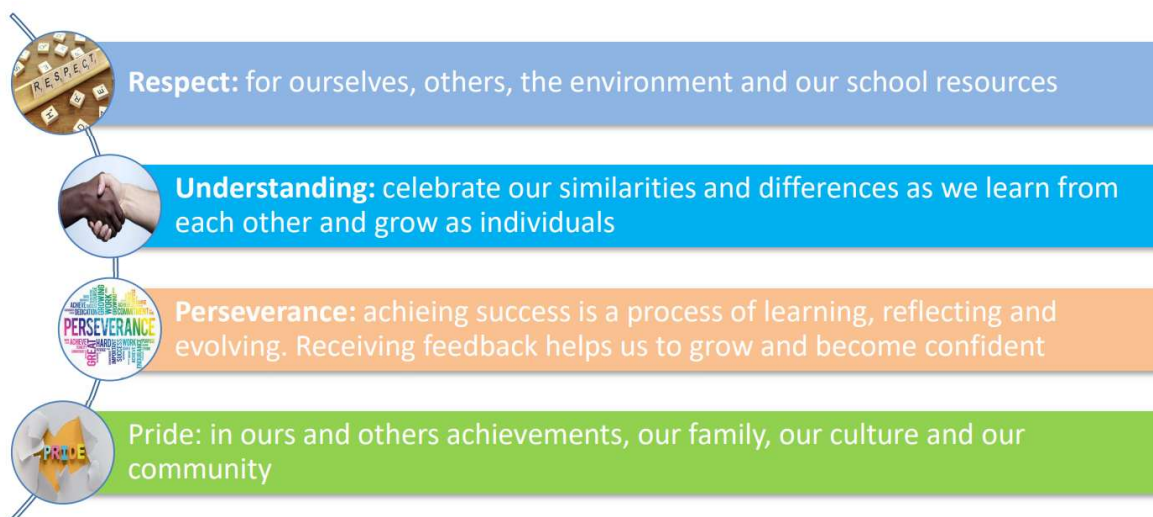 R E S P E C T
Respect: for ourselves, others, the environment and our school resources
Understanding: celebrate our similarities and differences as we learn from
each other and grow as individuals
PERSEVERANCE
Perseverance: achieing success is a process of learning, reflecting and
evolving. Receiving feedback helps us to grow and become confident
PRIDE
Pride: in ours and others achievements, our family, our culture and our
community